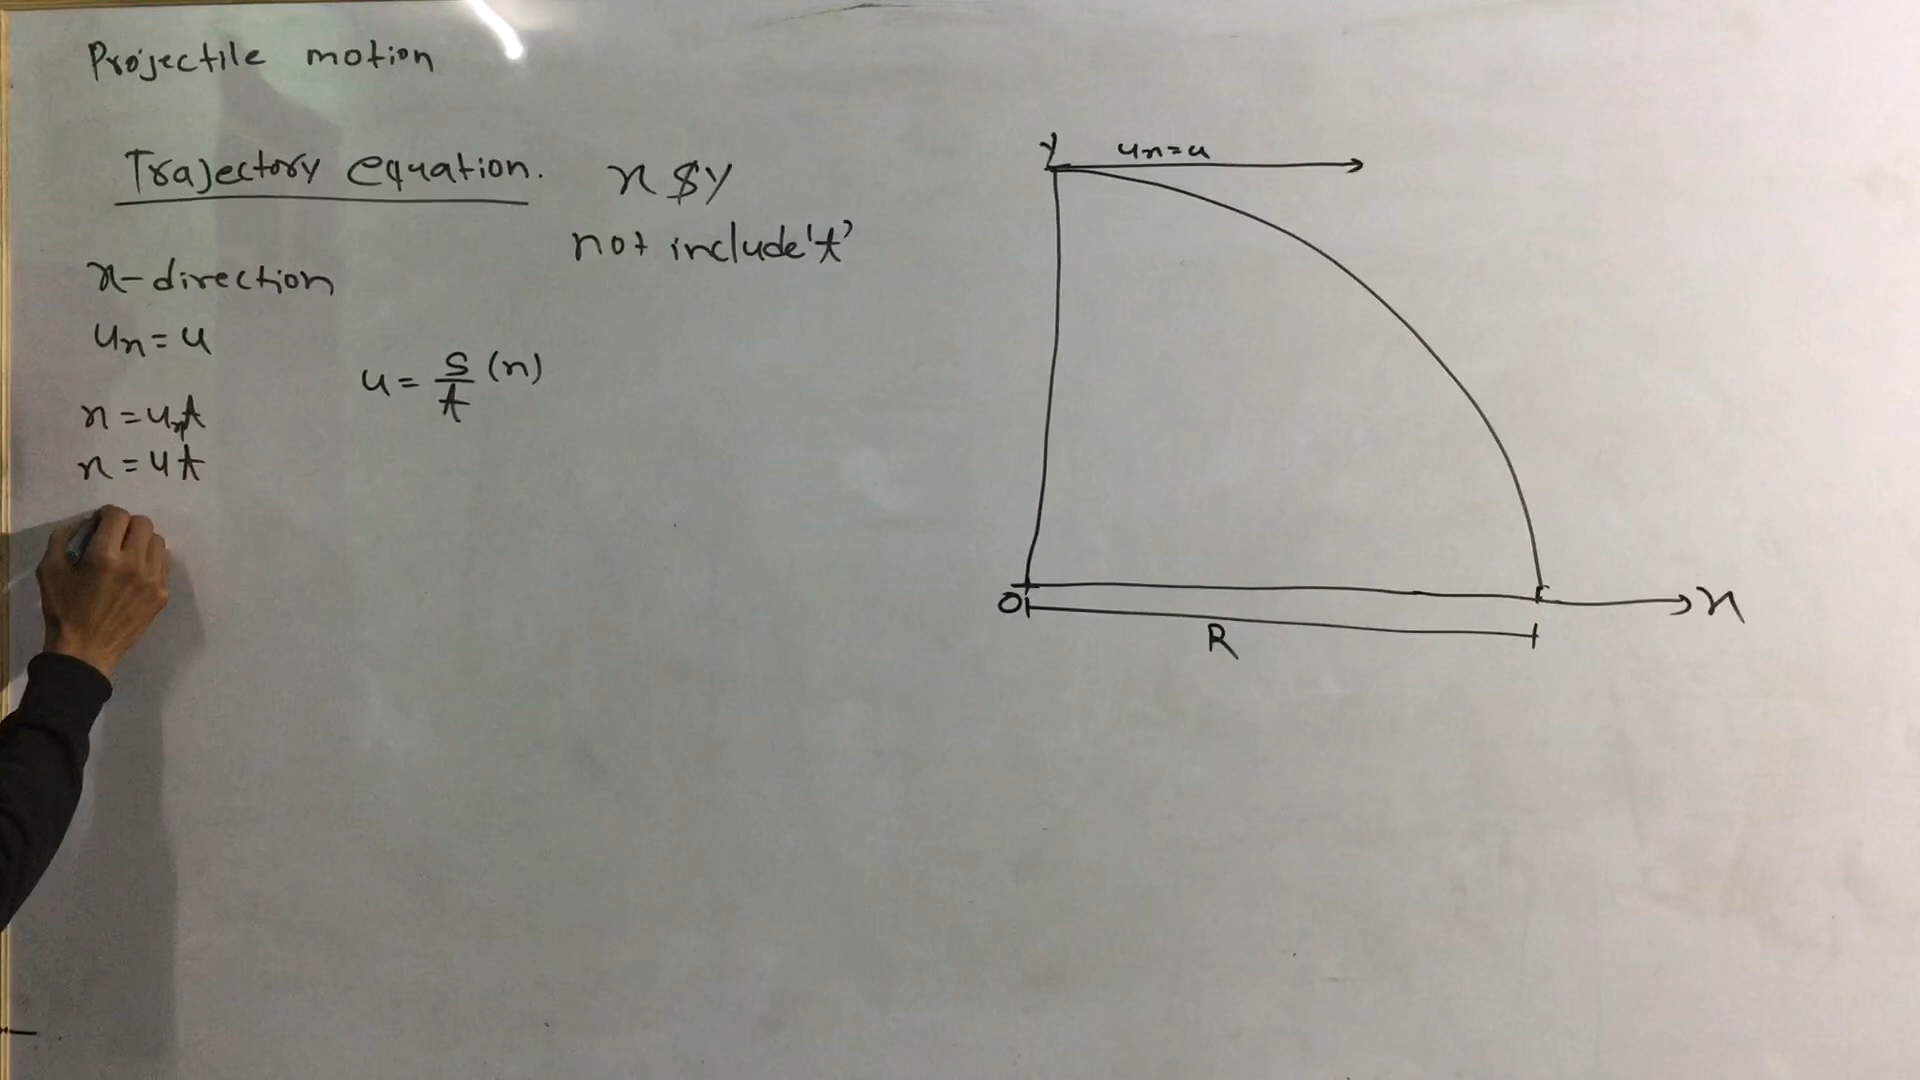 Projectile motion
Trajectory equation. x & y
not include 't'
x-direction
ux = u
u = S/t (x)
x = uxt
x = ut
y
ux = u
O
x
R